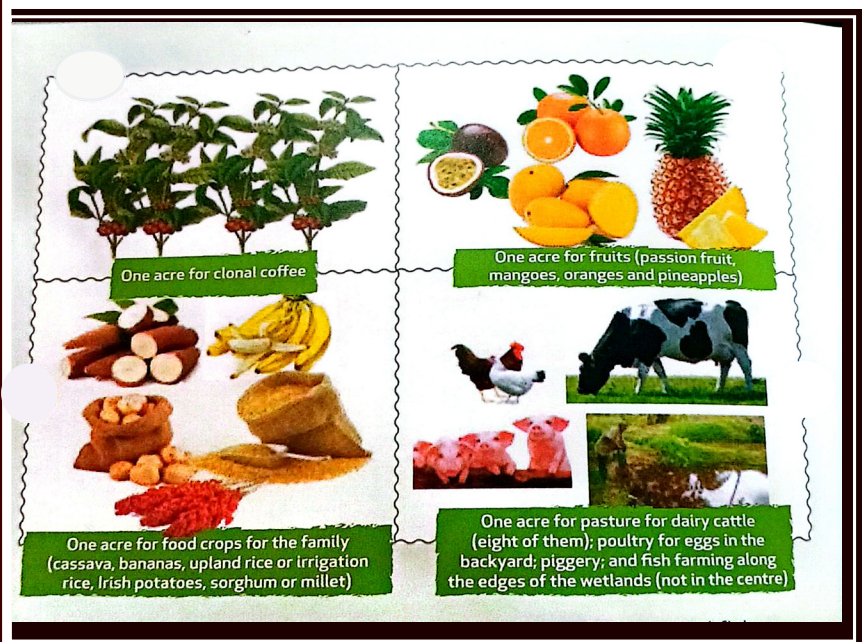 One acre for clonal coffee
One acre for fruits (passion fruit,
mangoes, oranges and pineapples)
One acre for food crops for the family
(cassava, bananas, upland rice or irrigation
rice, Irish potatoes, sorghum or millet)
One acre for pasture for dairy cattle
(eight of them); poultry for eggs in the
backyard; piggery; and fish farming along
the edges of the wetlands (not in the centre)